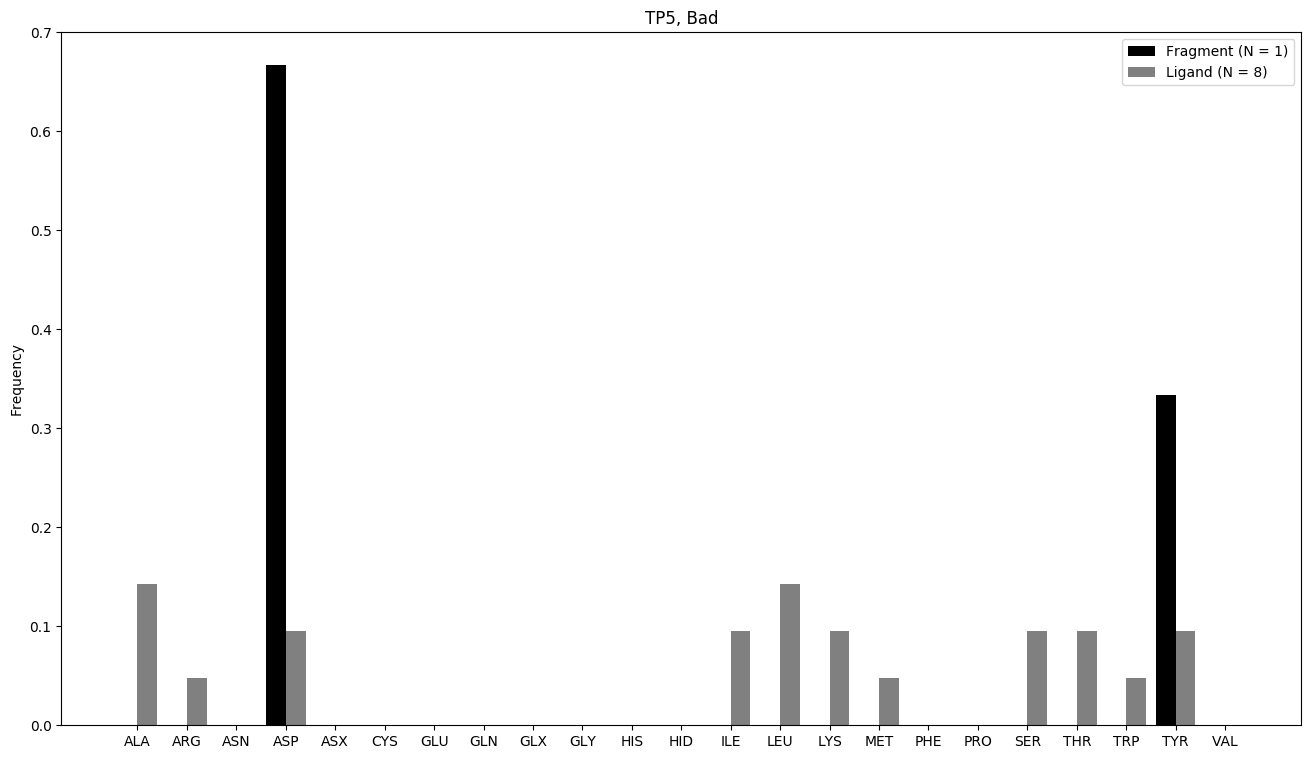 TP5, Bad
Fragment (N = 1)
Ligand (N = 8)
Frequency
0.7
0.6
0.5
0.4
0.3
0.2
0.1
0.0
ALA ARG ASN ASP ASX CYS GLU GLN GLX GLY HIS HID ILE LEU LYS MET PHE PRO SER THR TRP TYR VAL